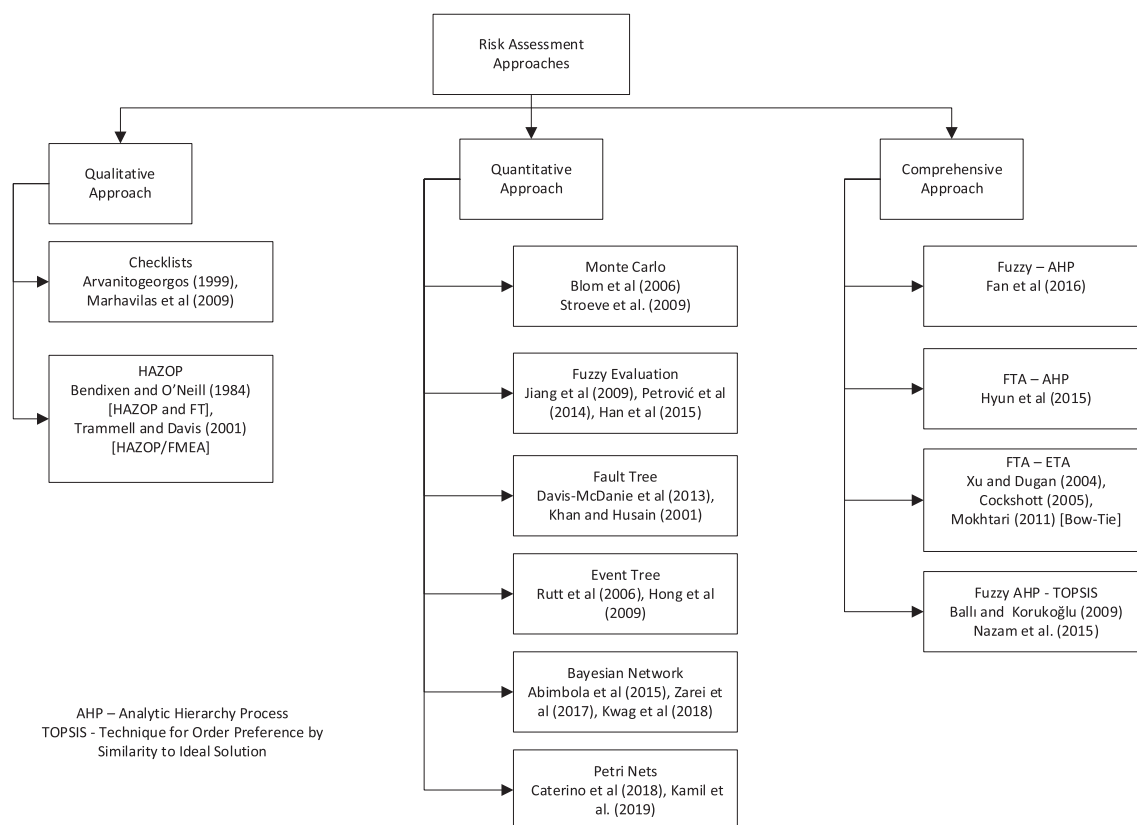 Risk Assessment
Approaches
Qualitative
Approach
Checklists
Arvanitogeorgos (1999),
Marhavilas et al (2009)
HAZOP
Bendixen and O’Neill (1984)
[HAZOP and FT],
Trammell and Davis (2001)
[HAZOP/FMEA]
Quantitative
Approach
Monte Carlo
Blom et al (2006)
Stroeve et al. (2009)
Fuzzy Evaluation
Jiang et al (2009), Petrović et al
(2014), Han et al (2015)
Fault Tree
Davis-McDanie et al (2013),
Khan and Husain (2001)
Event Tree
Rutt et al (2006), Hong et al
(2009)
Bayesian Network
Abimbola et al (2015), Zarei et
al (2017), Kwag et al (2018)
Petri Nets
Caterino et al (2018), Kamil et
al. (2019)
Comprehensive
Approach
Fuzzy – AHP
Fan et al (2016)
FTA – AHP
Hyun et al (2015)
FTA – ETA
Xu and Dugan (2004),
Cockshott (2005),
Mokhtari (2011) [Bow-Tie]
Fuzzy AHP - TOPSIS
Ballı and Korukoğlu (2009)
Nazam et al. (2015)
AHP – Analytic Hierarchy Process
TOPSIS - Technique for Order Preference by
Similarity to Ideal Solution